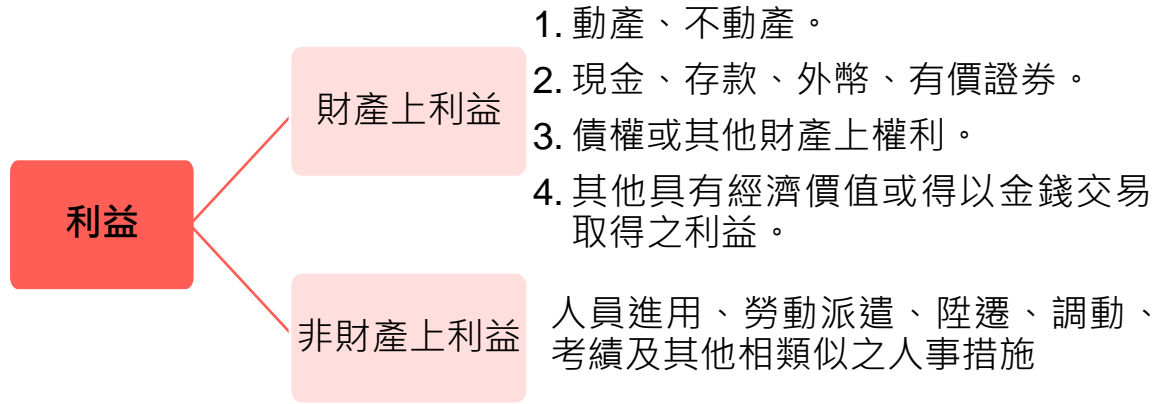 利益
財產上利益
1. 動產、不動產。
2. 現金、存款、外幣、有價證券。
3. 債權或其他財產上權利。
4. 其他具有經濟價值或得以金錢交易
取得之利益。
非財產上利益
人員進用、勞動派遣、陞遷、調動、
考績及其他相類似之人事措施